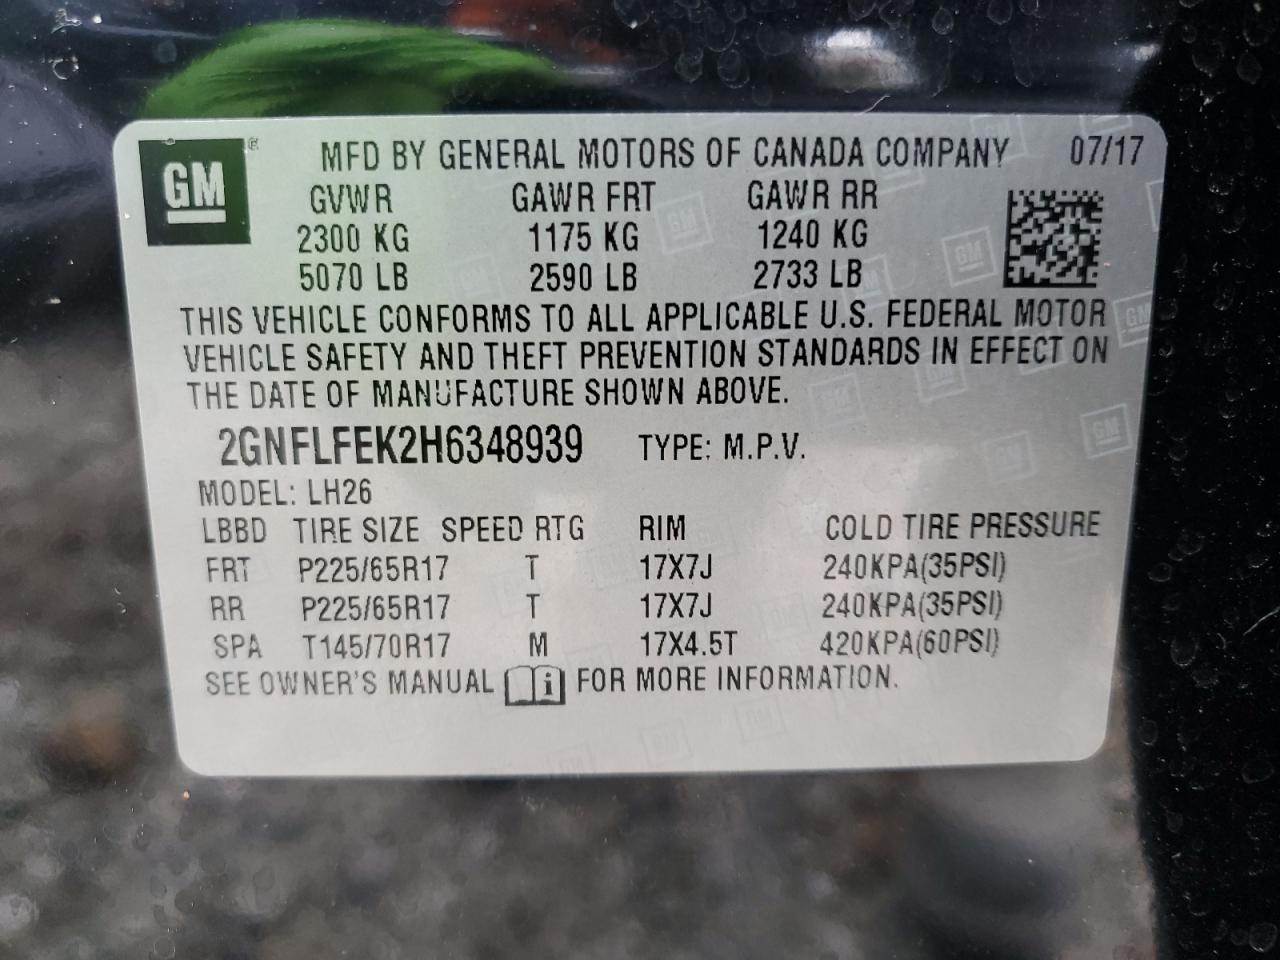 GM® MFD BY GENERAL MOTORS OF CANADA COMPANY 07/17
GVWR GAWR FRT GAWR RR
2300 KG 1175 KG 1240 KG
5070 LB 2590 LB 2733 LB
THIS VEHICLE CONFORMS TO ALL APPLICABLE U.S. FEDERAL MOTOR
VEHICLE SAFETY AND THEFT PREVENTION STANDARDS IN EFFECT ON
THE DATE OF MANUFACTURE SHOWN ABOVE.
2GNFLFEK2H6348939 TYPE: M.P.V.
MODEL: LH26
LBBD TIRE SIZE SPEED RTG RIM COLD TIRE PRESSURE
FRT P225/65R17 T 17X7J 240KPA(35PSI)
RR P225/65R17 T 17X7J 240KPA(35PSI)
SPA T145/70R17 M 17X4.5T 420KPA(60PSI)
SEE OWNER'S MANUAL i FOR MORE INFORMATION.